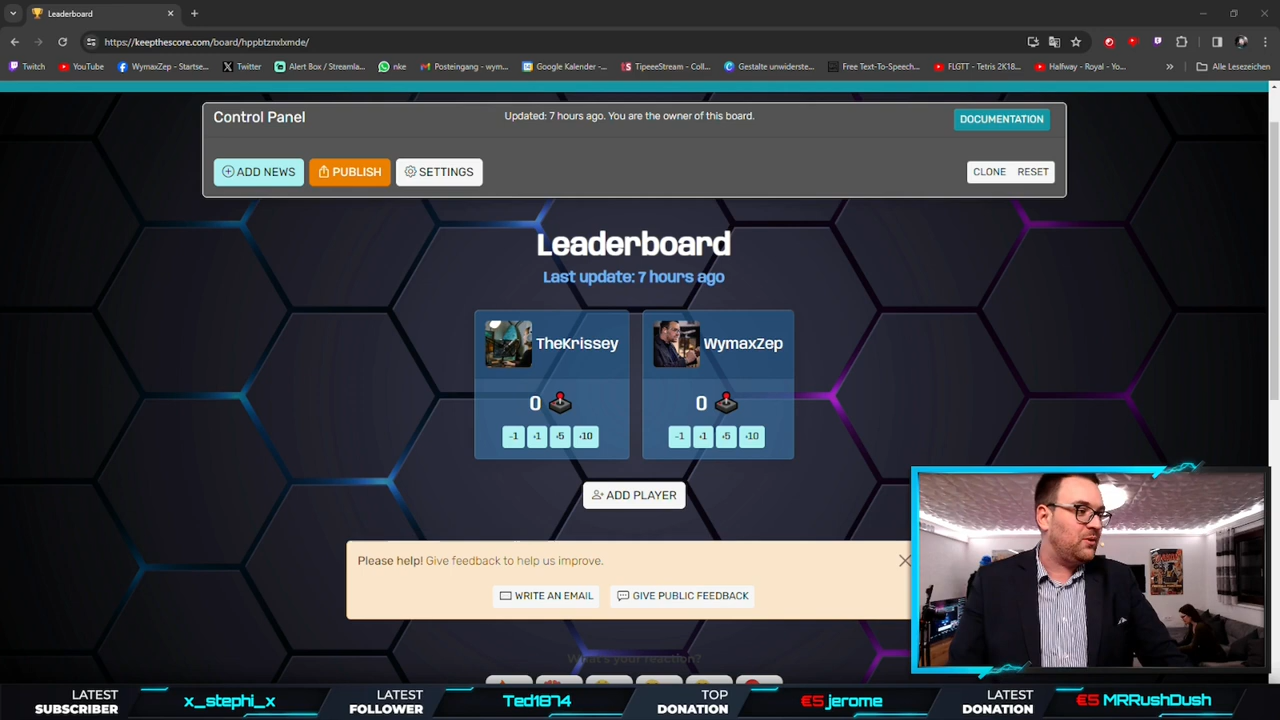 Leaderboard
https://keepthescore.com/board/hppbtznxlxmde/
Twitch
YouTube
WymaxZep - Startse...
Twitter
Alert Box / Streamla...
nke
Posteingang - wym...
Google Kalender -...
TipeeeStream - Coll...
Gestalte unwiderste...
Free Text-To-Speech...
FLGTT - Tetris 2K18...
Halfway - Royal - Yo...
»
Alle Lesezeichen
Control Panel
Updated: 7 hours ago. You are the owner of this board.
DOCUMENTATION
ADD NEWS
PUBLISH
SETTINGS
CLONE
RESET
Leaderboard
Last update: 7 hours ago
TheKrissey
WymaxZep
0
0
-1
+1
+5
+10
-1
+1
+5
+10
ADD PLAYER
Please help! Give feedback to help us improve.
WRITE AN EMAIL
GIVE PUBLIC FEEDBACK
What's your reaction?
LATEST
SUBSCRIBER
x_stephi_x
LATEST
FOLLOWER
Ted1874
TOP
DONATION
€5 jerome
LATEST
DONATION
€5 MRRushDush